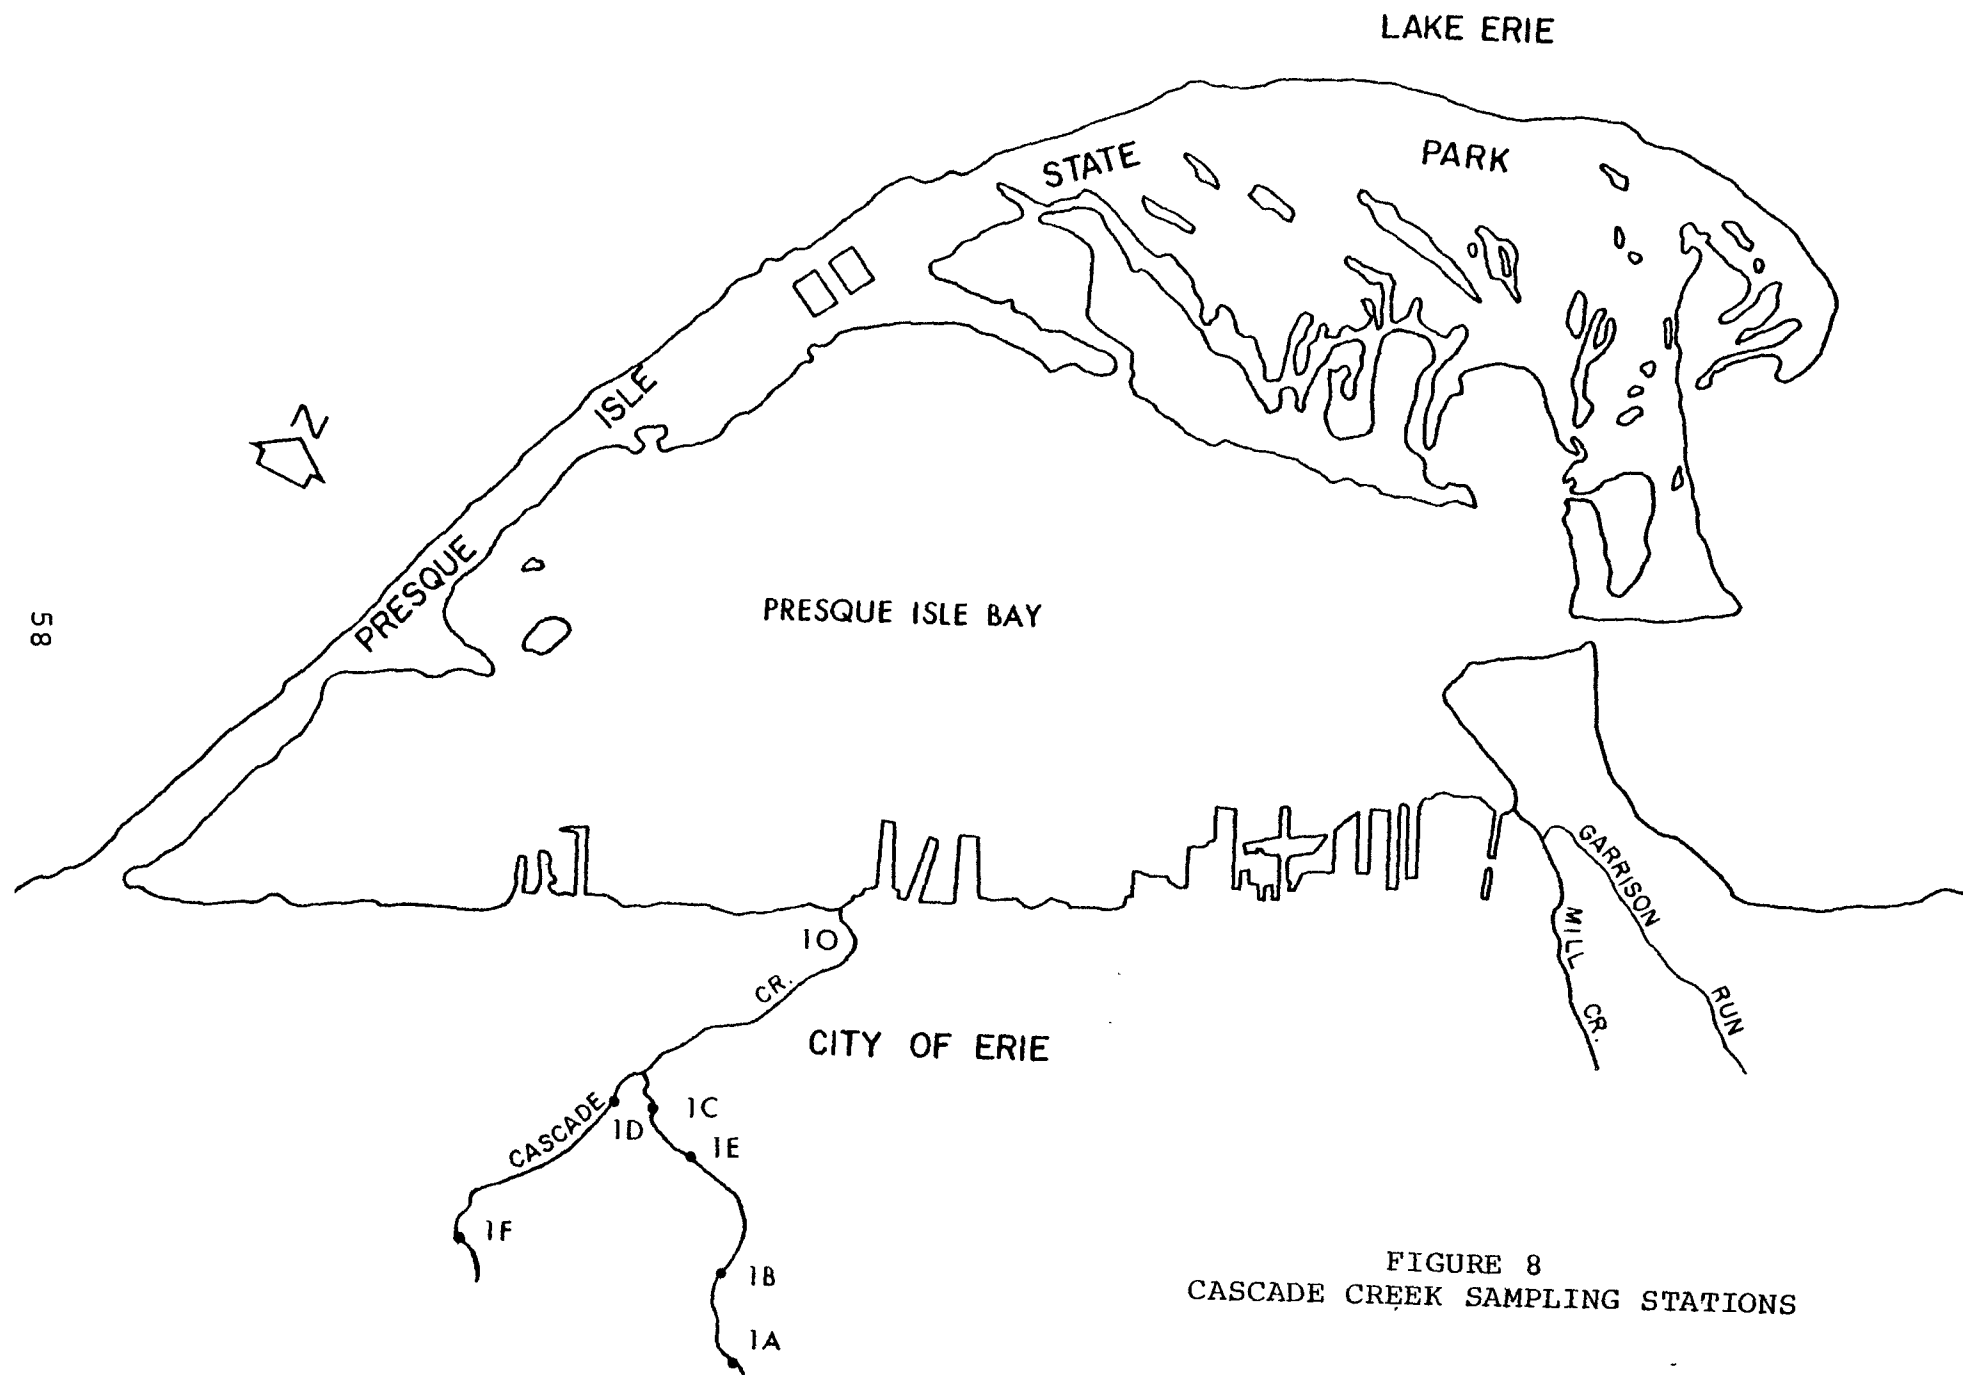 LAKE ERIE
STATE PARK
PRESQUE ISLE
N
PRESQUE ISLE BAY
58
GARRISON RUN
MILL CR.
10
CASCADE CR.
CITY OF ERIE
1C
1D
1E
1F
1B
1A
FIGURE 8
CASCADE CREEK SAMPLING STATIONS